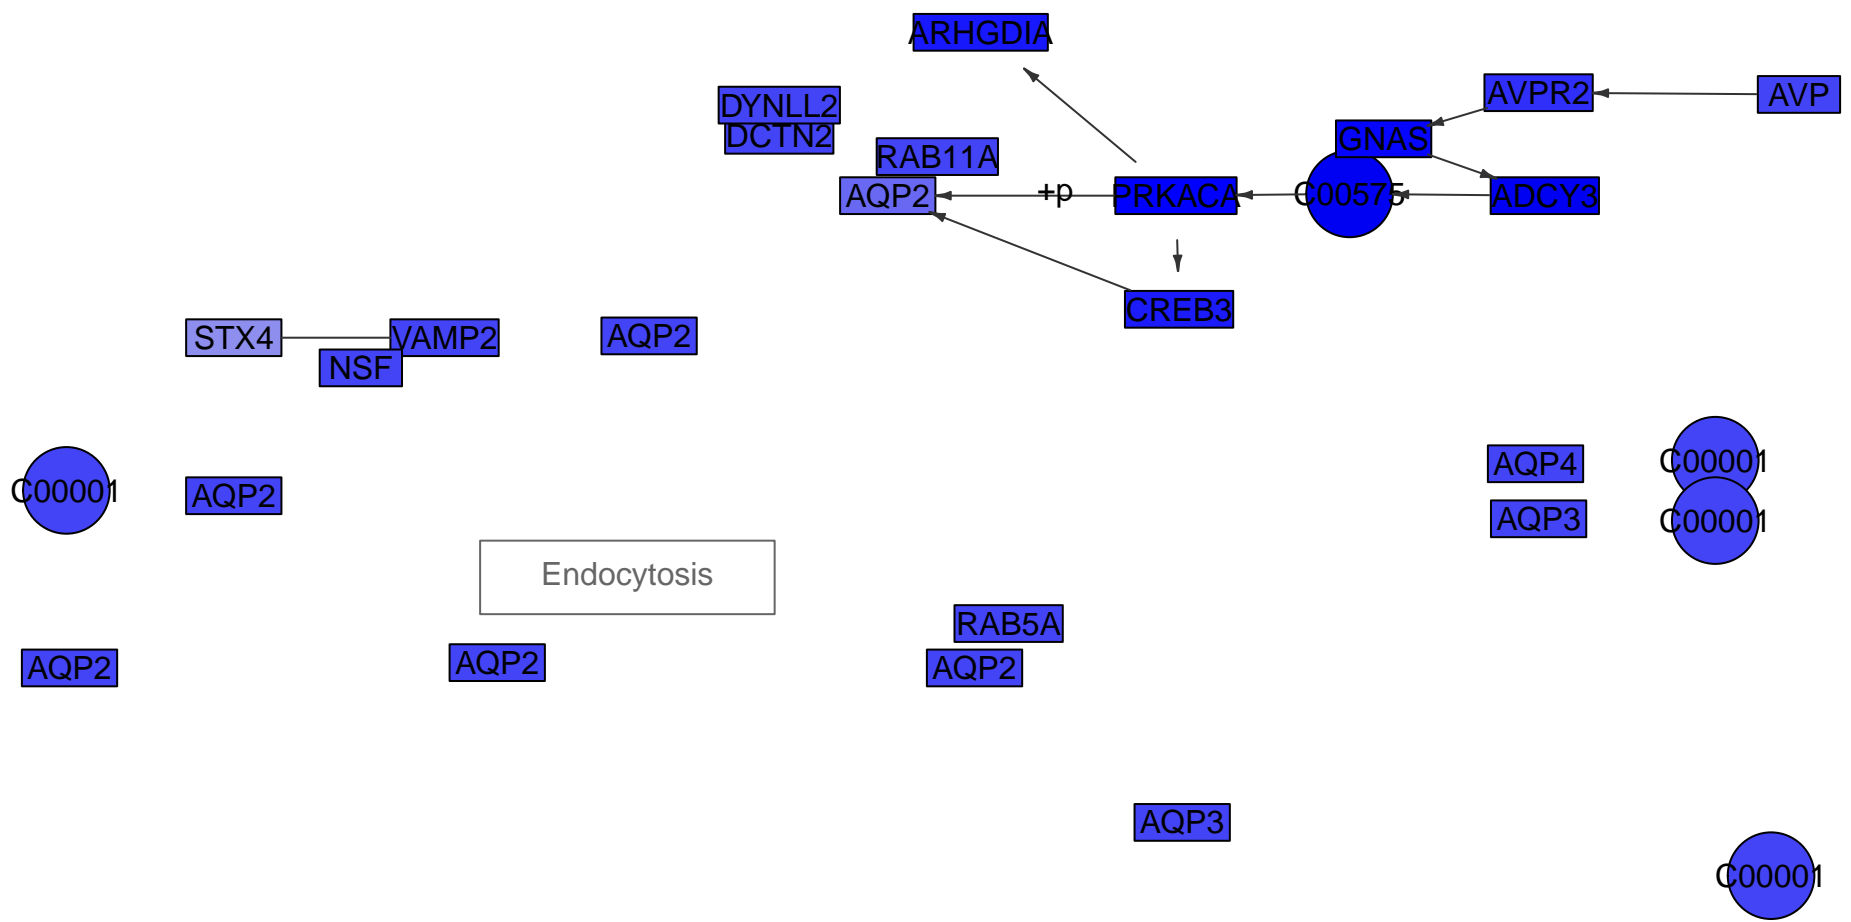 ARHGDIA
DYNLL2
DCTN2
RAB11A
AQP2
+p
PRKACA
C00575
GNAS
AVPR2
AVP
ADCY3
CREB3
STX4
VAMP2
NSF
AQP2
C00001
AQP2
AQP4
C00001
AQP3
C00001
Endocytosis
RAB5A
AQP2
AQP2
AQP2
AQP3
C00001